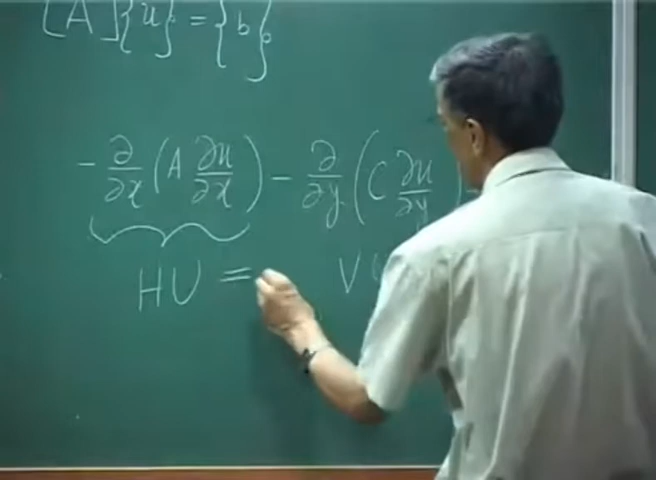 [A]{u} = {b}
- ∂/∂x (A ∂u/∂x) - ∂/∂y (C ∂u/∂y)
HU = V